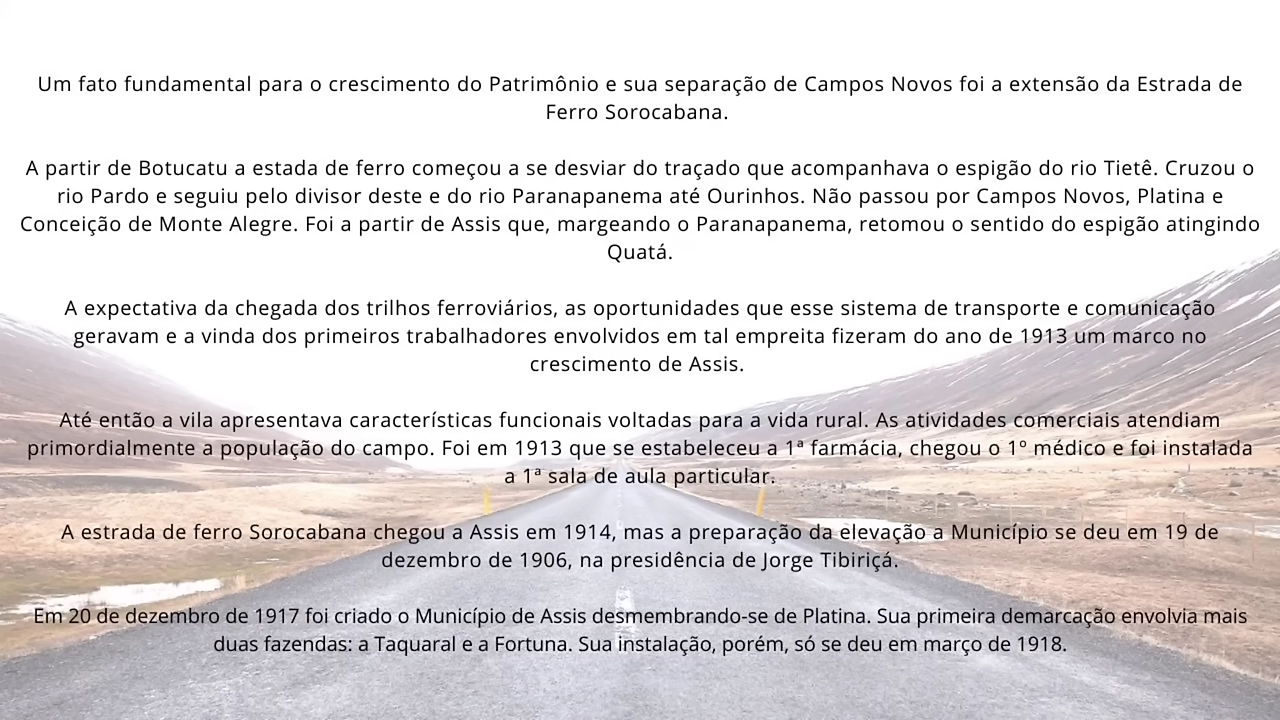 Um fato fundamental para o crescimento do Patrimônio e sua separação de Campos Novos foi a extensão da Estrada de
Ferro Sorocabana.
A partir de Botucatu a estada de ferro começou a se desviar do traçado que acompanhava o espigão do rio Tietê. Cruzou o
rio Pardo e seguiu pelo divisor deste e do rio Paranapanema até Ourinhos. Não passou por Campos Novos, Platina e
Conceição de Monte Alegre. Foi a partir de Assis que, margeando o Paranapanema, retomou o sentido do espigão atingindo
Quatá.
A expectativa da chegada dos trilhos ferroviários, as oportunidades que esse sistema de transporte e comunicação
geravam e a vinda dos primeiros trabalhadores envolvidos em tal empreita fizeram do ano de 1913 um marco no
crescimento de Assis.
Até então a vila apresentava características funcionais voltadas para a vida rural. As atividades comerciais atendiam
primordialmente a população do campo. Foi em 1913 que se estabeleceu a 1ª farmácia, chegou o 1º médico e foi instalada
a 1ª sala de aula particular.
A estrada de ferro Sorocabana chegou a Assis em 1914, mas a preparação da elevação a Município se deu em 19 de
dezembro de 1906, na presidência de Jorge Tibiriçá.
Em 20 de dezembro de 1917 foi criado o Município de Assis desmembrando-se de Platina. Sua primeira demarcação envolvia mais
duas fazendas: a Taquaral e a Fortuna. Sua instalação, porém, só se deu em março de 1918.